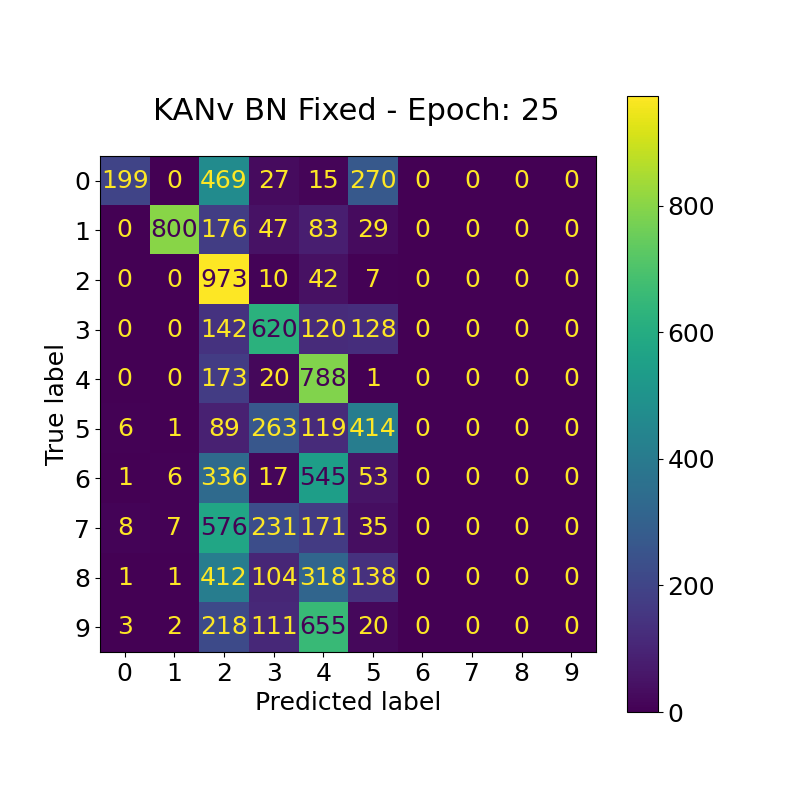 KANv BN Fixed - Epoch: 25
0 199 0 469 27 15 270 0 0 0 0
1 0 800 176 47 83 29 0 0 0 0
2 0 0 973 10 42 7 0 0 0 0
3 0 0 142 620 120 128 0 0 0 0
4 0 0 173 20 788 1 0 0 0 0
5 6 1 89 263 119 414 0 0 0 0
6 1 6 336 17 545 53 0 0 0 0
7 8 7 576 231 171 35 0 0 0 0
8 1 1 412 104 318 138 0 0 0 0
9 3 2 218 111 655 20 0 0 0 0
0 1 2 3 4 5 6 7 8 9
Predicted label
True label
800
600
400
200
0